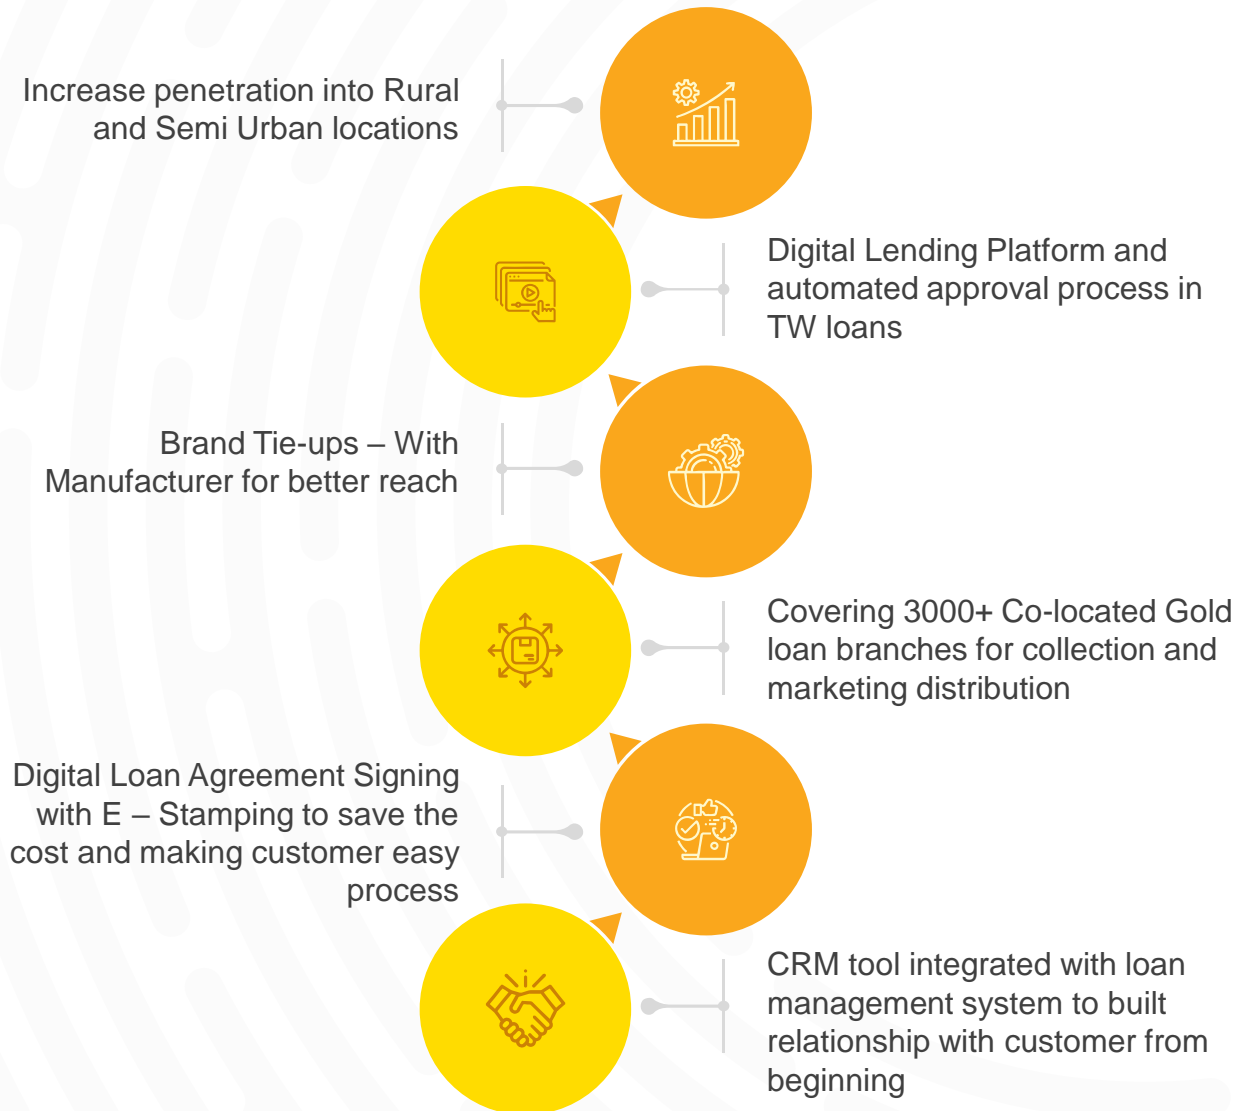 Increase penetration into Rural
and Semi Urban locations
Digital Lending Platform and
automated approval process in
TW loans
Brand Tie-ups – With
Manufacturer for better reach
Covering 3000+ Co-located Gold
loan branches for collection and
marketing distribution
Digital Loan Agreement Signing
with E – Stamping to save the
cost and making customer easy
process
CRM tool integrated with loan
management system to built
relationship with customer from
beginning